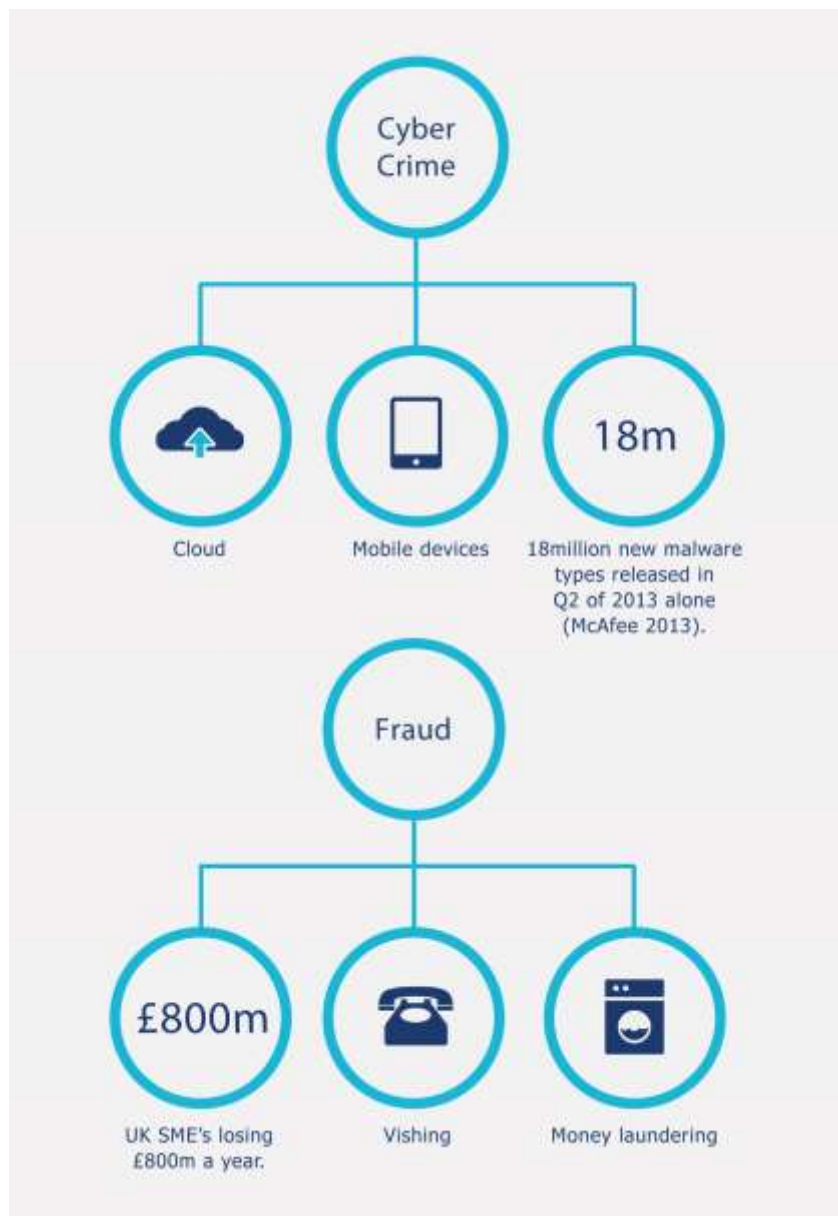 Cyber
Crime
18m
Cloud
Mobile devices
18million new malware
types released in
Q2 of 2013 alone
(McAfee 2013).
Fraud
£800m
UK SME's losing
£800m a year.
Vishing
Money laundering